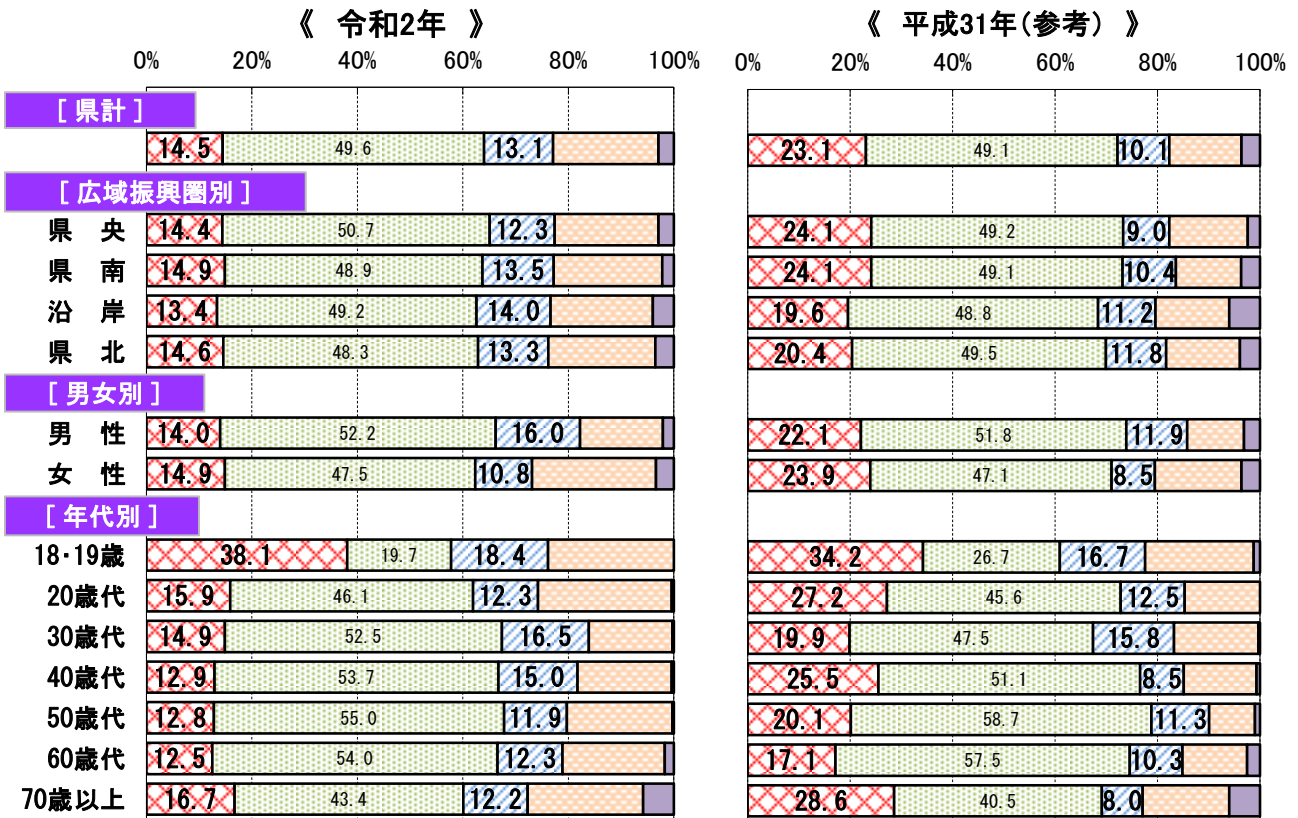 《 令和2年 》 《 平成31年(参考) 》
0% 20% 40% 60% 80% 100% 0% 20% 40% 60% 80% 100%
[ 県計 ]
14.5 49.6 13.1 23.1 49.1 10.1
[ 広域振興圏別 ]
県 央 14.4 50.7 12.3 24.1 49.2 9.0
県 南 14.9 48.9 13.5 24.1 49.1 10.4
沿 岸 13.4 49.2 14.0 19.6 48.8 11.2
県 北 14.6 48.3 13.3 20.4 49.5 11.8
[ 男女別 ]
男 性 14.0 52.2 16.0 22.1 51.8 11.9
女 性 14.9 47.5 10.8 23.9 47.1 8.5
[ 年代別 ]
18・19歳 38.1 19.7 18.4 34.2 26.7 16.7
20歳代 15.9 46.1 12.3 27.2 45.6 12.5
30歳代 14.9 52.5 16.5 19.9 47.5 15.8
40歳代 12.9 53.7 15.0 25.5 51.1 8.5
50歳代 12.8 55.0 11.9 20.1 58.7 11.3
60歳代 12.5 54.0 12.3 17.1 57.5 10.3
70歳以上 16.7 43.4 12.2 28.6 40.5 8.0